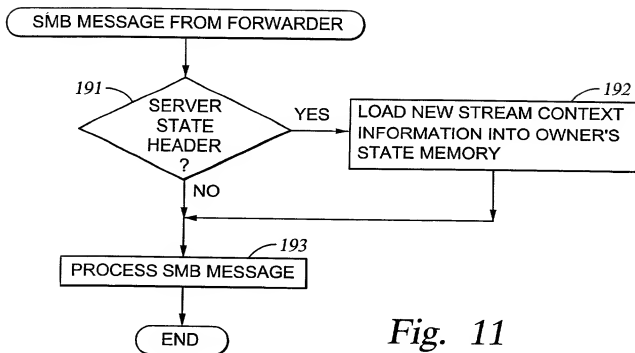 SMB MESSAGE FROM FORWARDER
191
SERVER
STATE
HEADER
?
YES
192
LOAD NEW STREAM CONTEXT
INFORMATION INTO OWNER'S
STATE MEMORY
NO
193
PROCESS SMB MESSAGE
END
Fig. 11